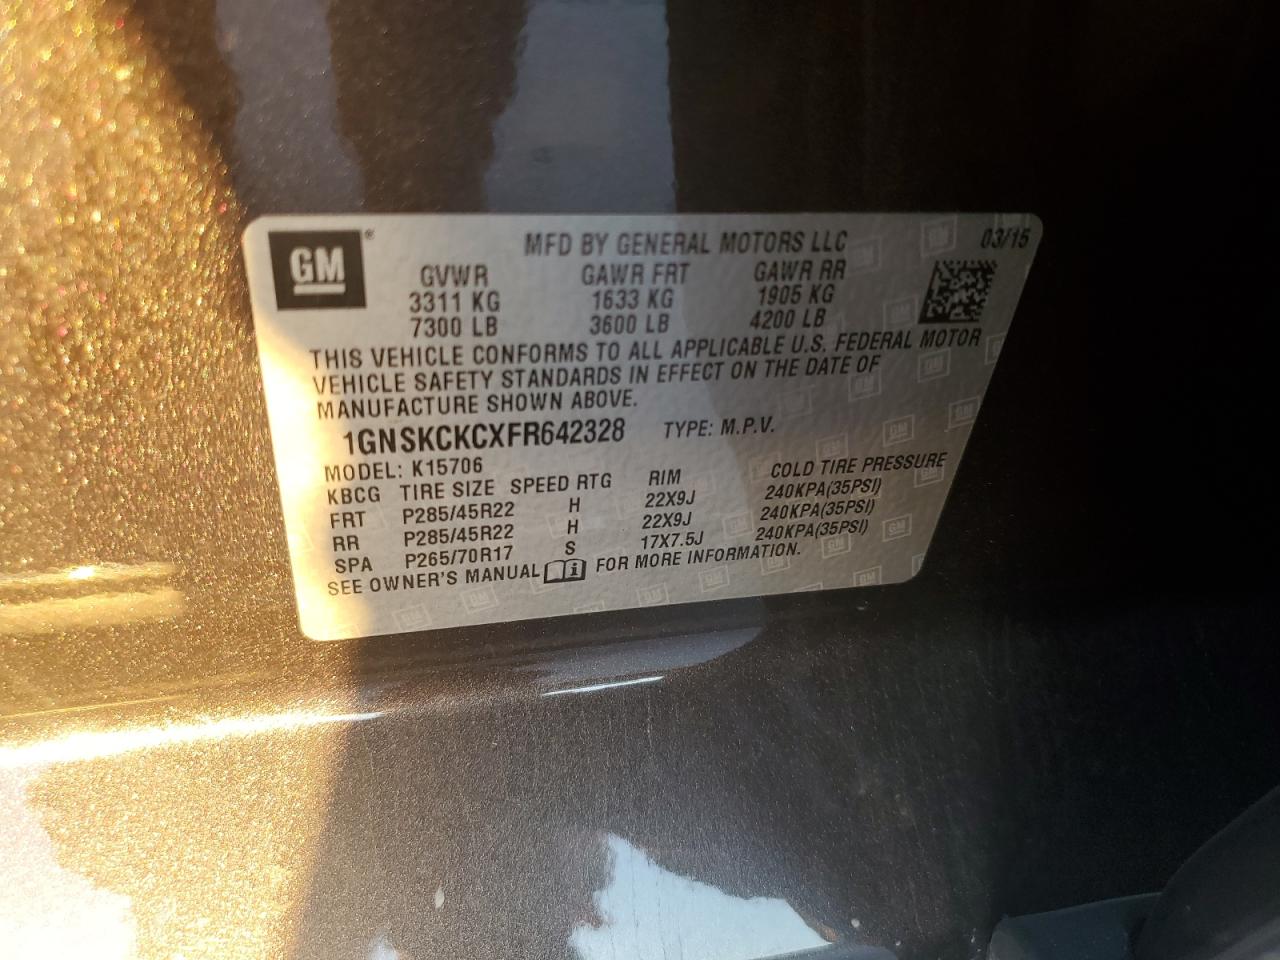 GM ®
MFD BY GENERAL MOTORS LLC 03/15
GVWR GAWR FRT GAWR RR
3311 KG 1633 KG 1905 KG
7300 LB 3600 LB 4200 LB
THIS VEHICLE CONFORMS TO ALL APPLICABLE U.S. FEDERAL MOTOR
VEHICLE SAFETY STANDARDS IN EFFECT ON THE DATE OF
MANUFACTURE SHOWN ABOVE.
1GNSKCKCXFR642328 TYPE: M.P.V.
MODEL: K15706
KBCG TIRE SIZE SPEED RTG RIM COLD TIRE PRESSURE
FRT P285/45R22 H 22X9J 240KPA(35PSI)
RR P285/45R22 H 22X9J 240KPA(35PSI)
SPA P265/70R17 S 17X7.5J 240KPA(35PSI)
SEE OWNER'S MANUAL FOR MORE INFORMATION.